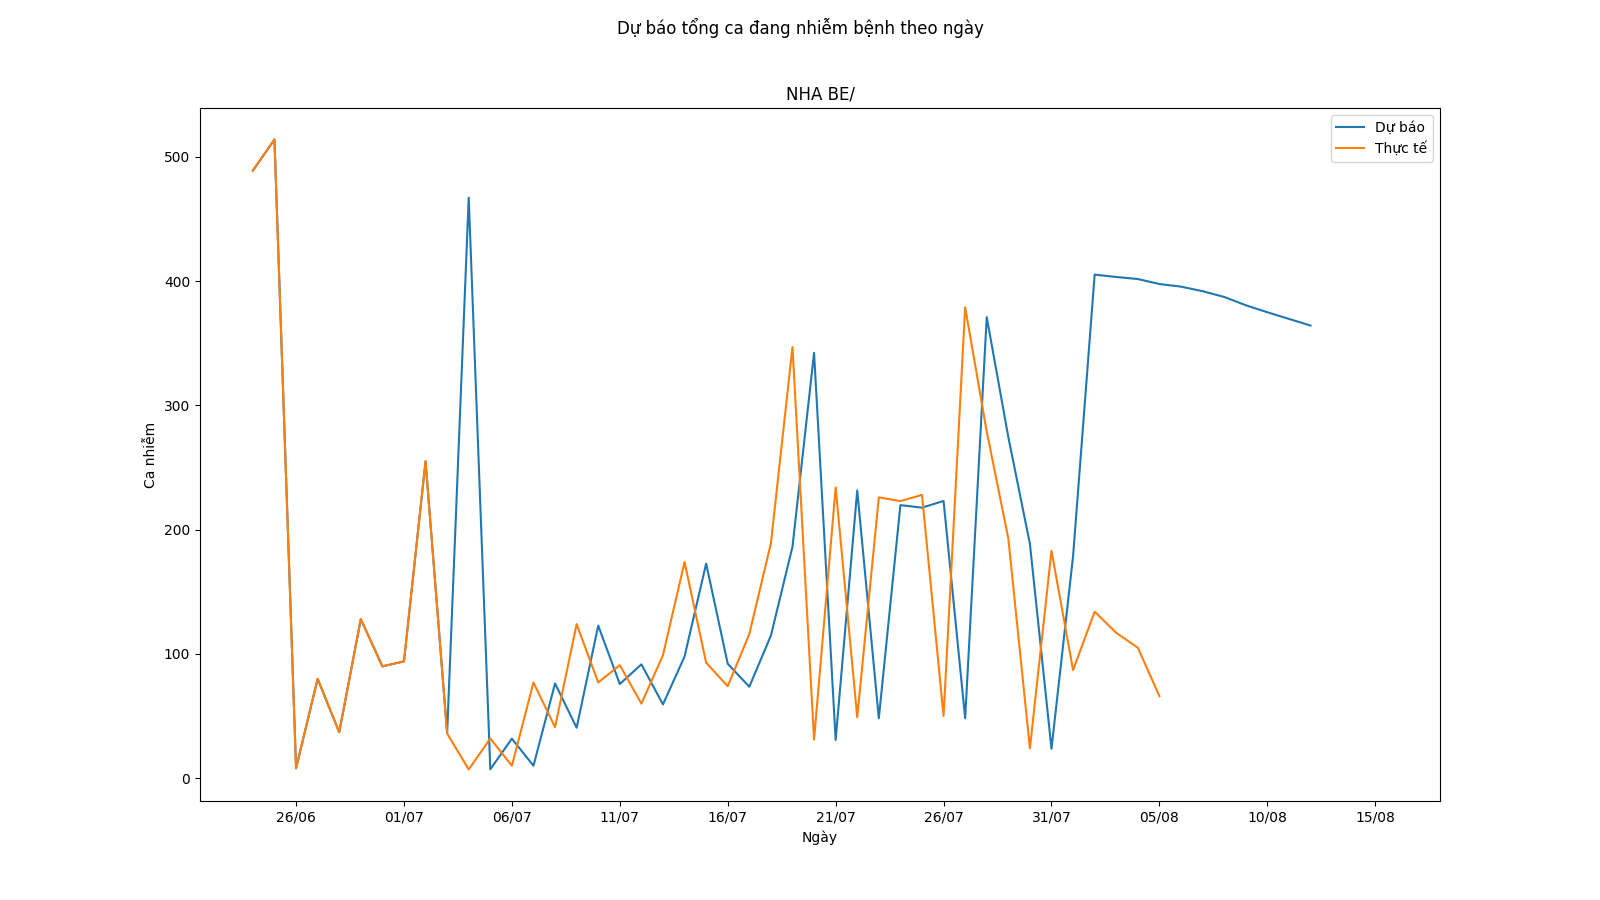 Dự báo tổng ca đang nhiễm bệnh theo ngày
NHA BE/
Dự báo
Thực tế
500
400
300
200
100
0
Ca nhiễm
26/06
01/07
06/07
11/07
16/07
21/07
26/07
31/07
05/08
10/08
15/08
Ngày